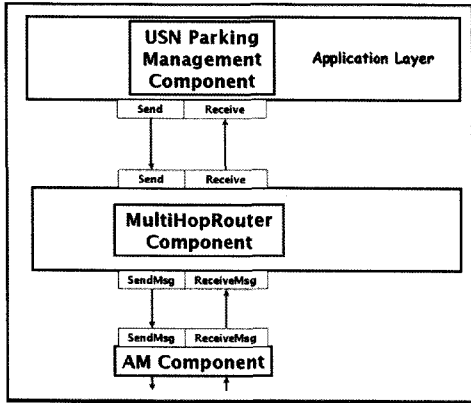 USN Parking
Management
Component
Application Layer
Send Receive
Send Receive
MultiHopRouter
Component
SendMsg ReceiveMsg
SendMsg ReceiveMsg
AM Component